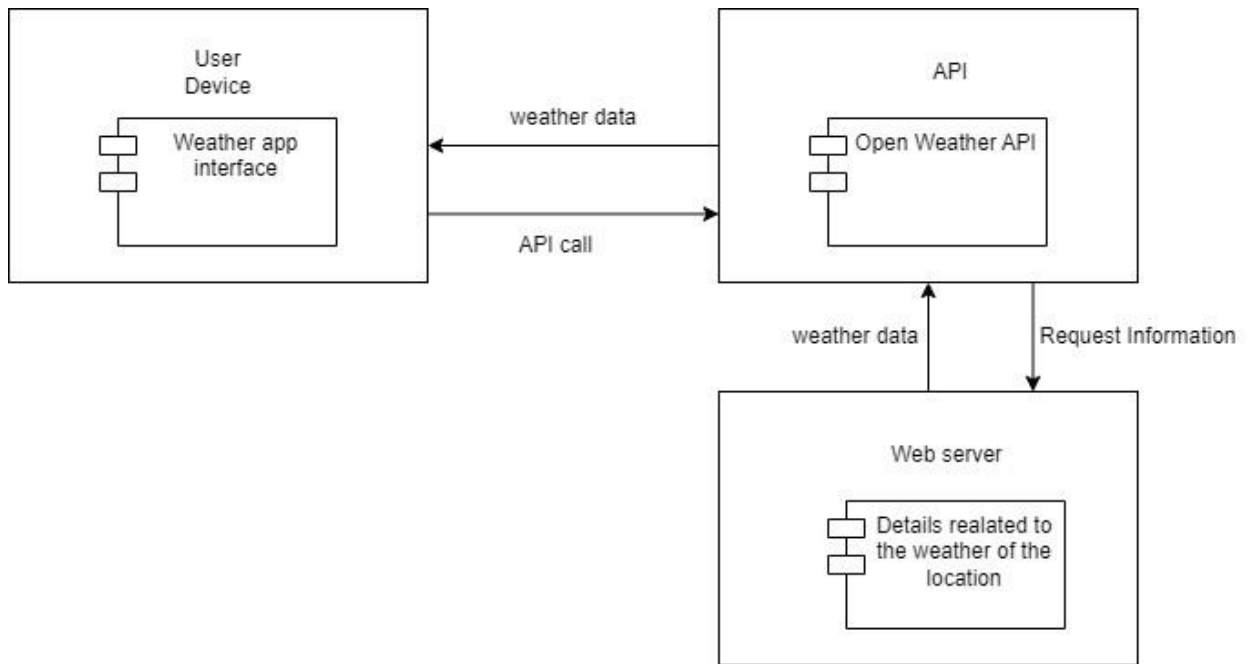 User
Device
Weather app
interface
weather data
API call
API
Open Weather API
weather data
Request Information
Web server
Details realated to
the weather of the
location